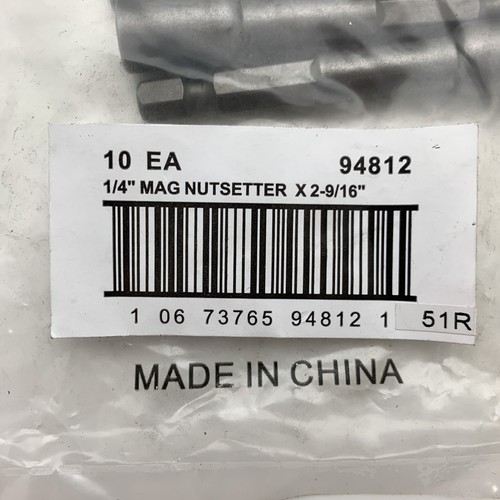 10 EA 94812
1/4" MAG NUTSETTER X 2-9/16"
1 06 73765 94812 1 51R
MADE IN CHINA